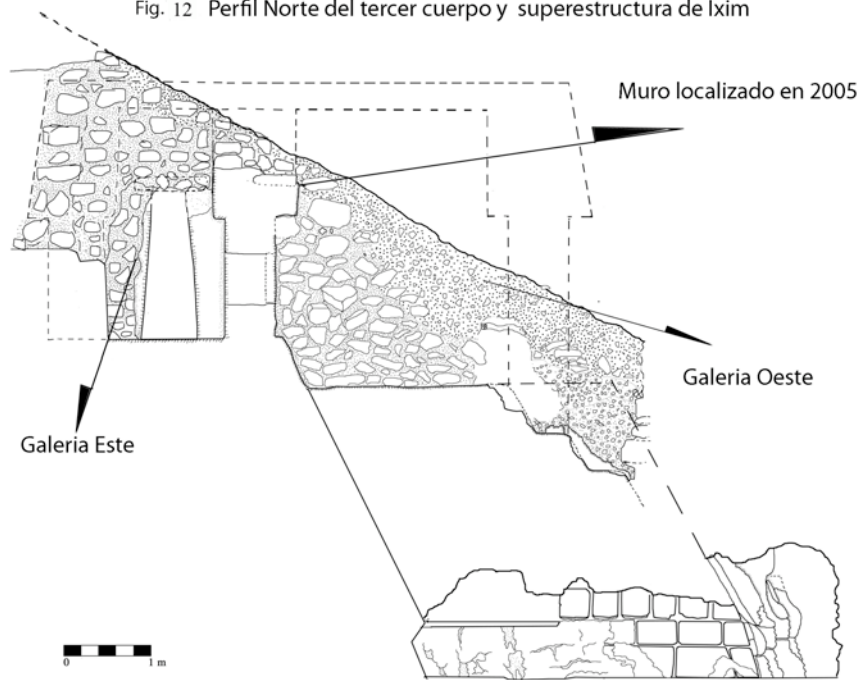 Fig. 12 Perfil Norte del tercer cuerpo y superestructura de Ixim
Muro localizado en 2005
Galeria Oeste
Galeria Este
0 1 m